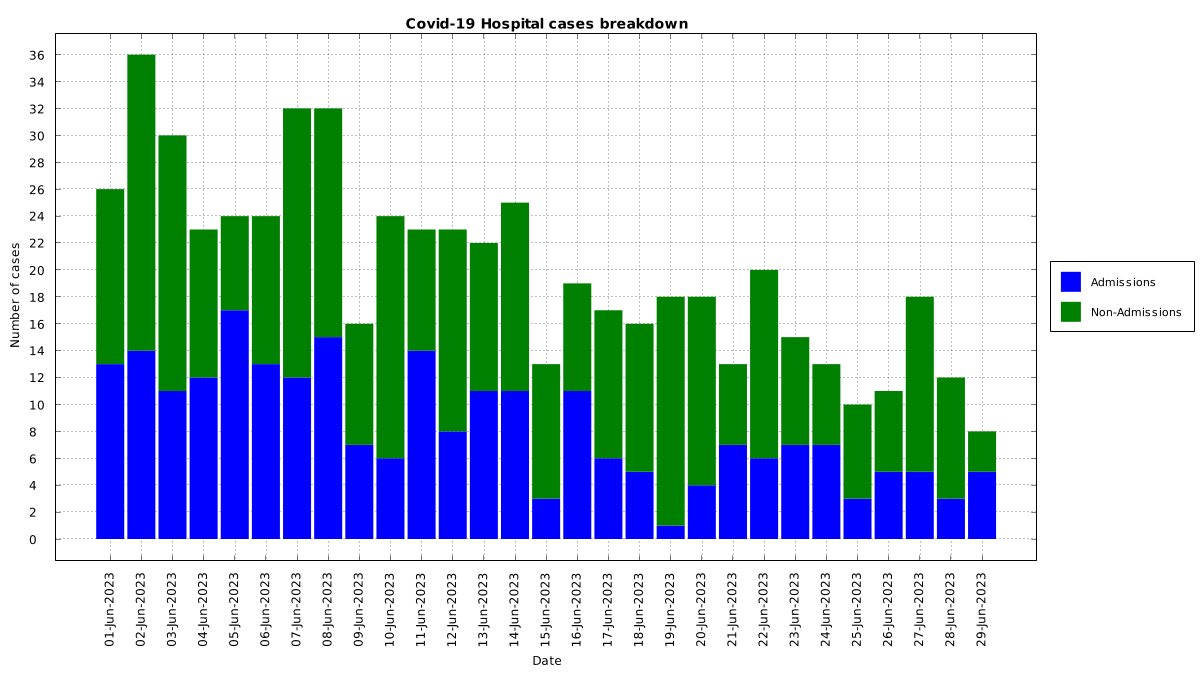 Covid-19 Hospital cases breakdown
36
34
32
30
28
26
24
22
20
18
16
14
12
10
8
6
4
2
0
Number of cases
01-Jun-2023
02-Jun-2023
03-Jun-2023
04-Jun-2023
05-Jun-2023
06-Jun-2023
07-Jun-2023
08-Jun-2023
09-Jun-2023
10-Jun-2023
11-Jun-2023
12-Jun-2023
13-Jun-2023
14-Jun-2023
15-Jun-2023
16-Jun-2023
17-Jun-2023
18-Jun-2023
19-Jun-2023
20-Jun-2023
21-Jun-2023
22-Jun-2023
23-Jun-2023
24-Jun-2023
25-Jun-2023
26-Jun-2023
27-Jun-2023
28-Jun-2023
29-Jun-2023
Date
Admissions
Non-Admissions